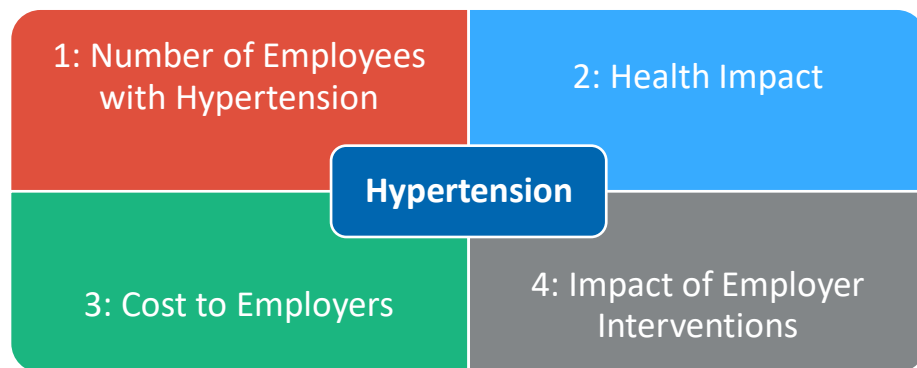 1: Number of Employees
with Hypertension
2: Health Impact
Hypertension
3: Cost to Employers
4: Impact of Employer
Interventions